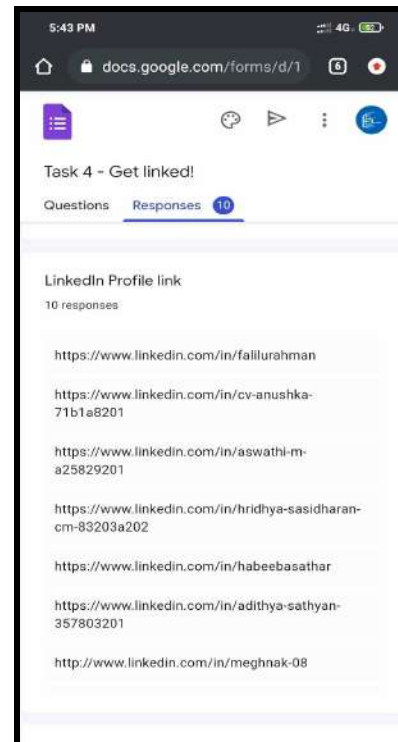 5:43 PM 4G
docs.google.com/forms/d/1 6
Task 4 - Get linked!
Questions Responses 10
LinkedIn Profile link
10 responses
https://www.linkedin.com/in/falilurahman
https://www.linkedin.com/in/cv-anushka-
71b1a8201
https://www.linkedin.com/in/aswathi-m-
a25829201
https://www.linkedin.com/in/hridhya-sasidharan-
cm-83203a202
https://www.linkedin.com/in/habeebasathar
https://www.linkedin.com/in/adithya-sathyan-
357803201
http://www.linkedin.com/in/meghnak-08